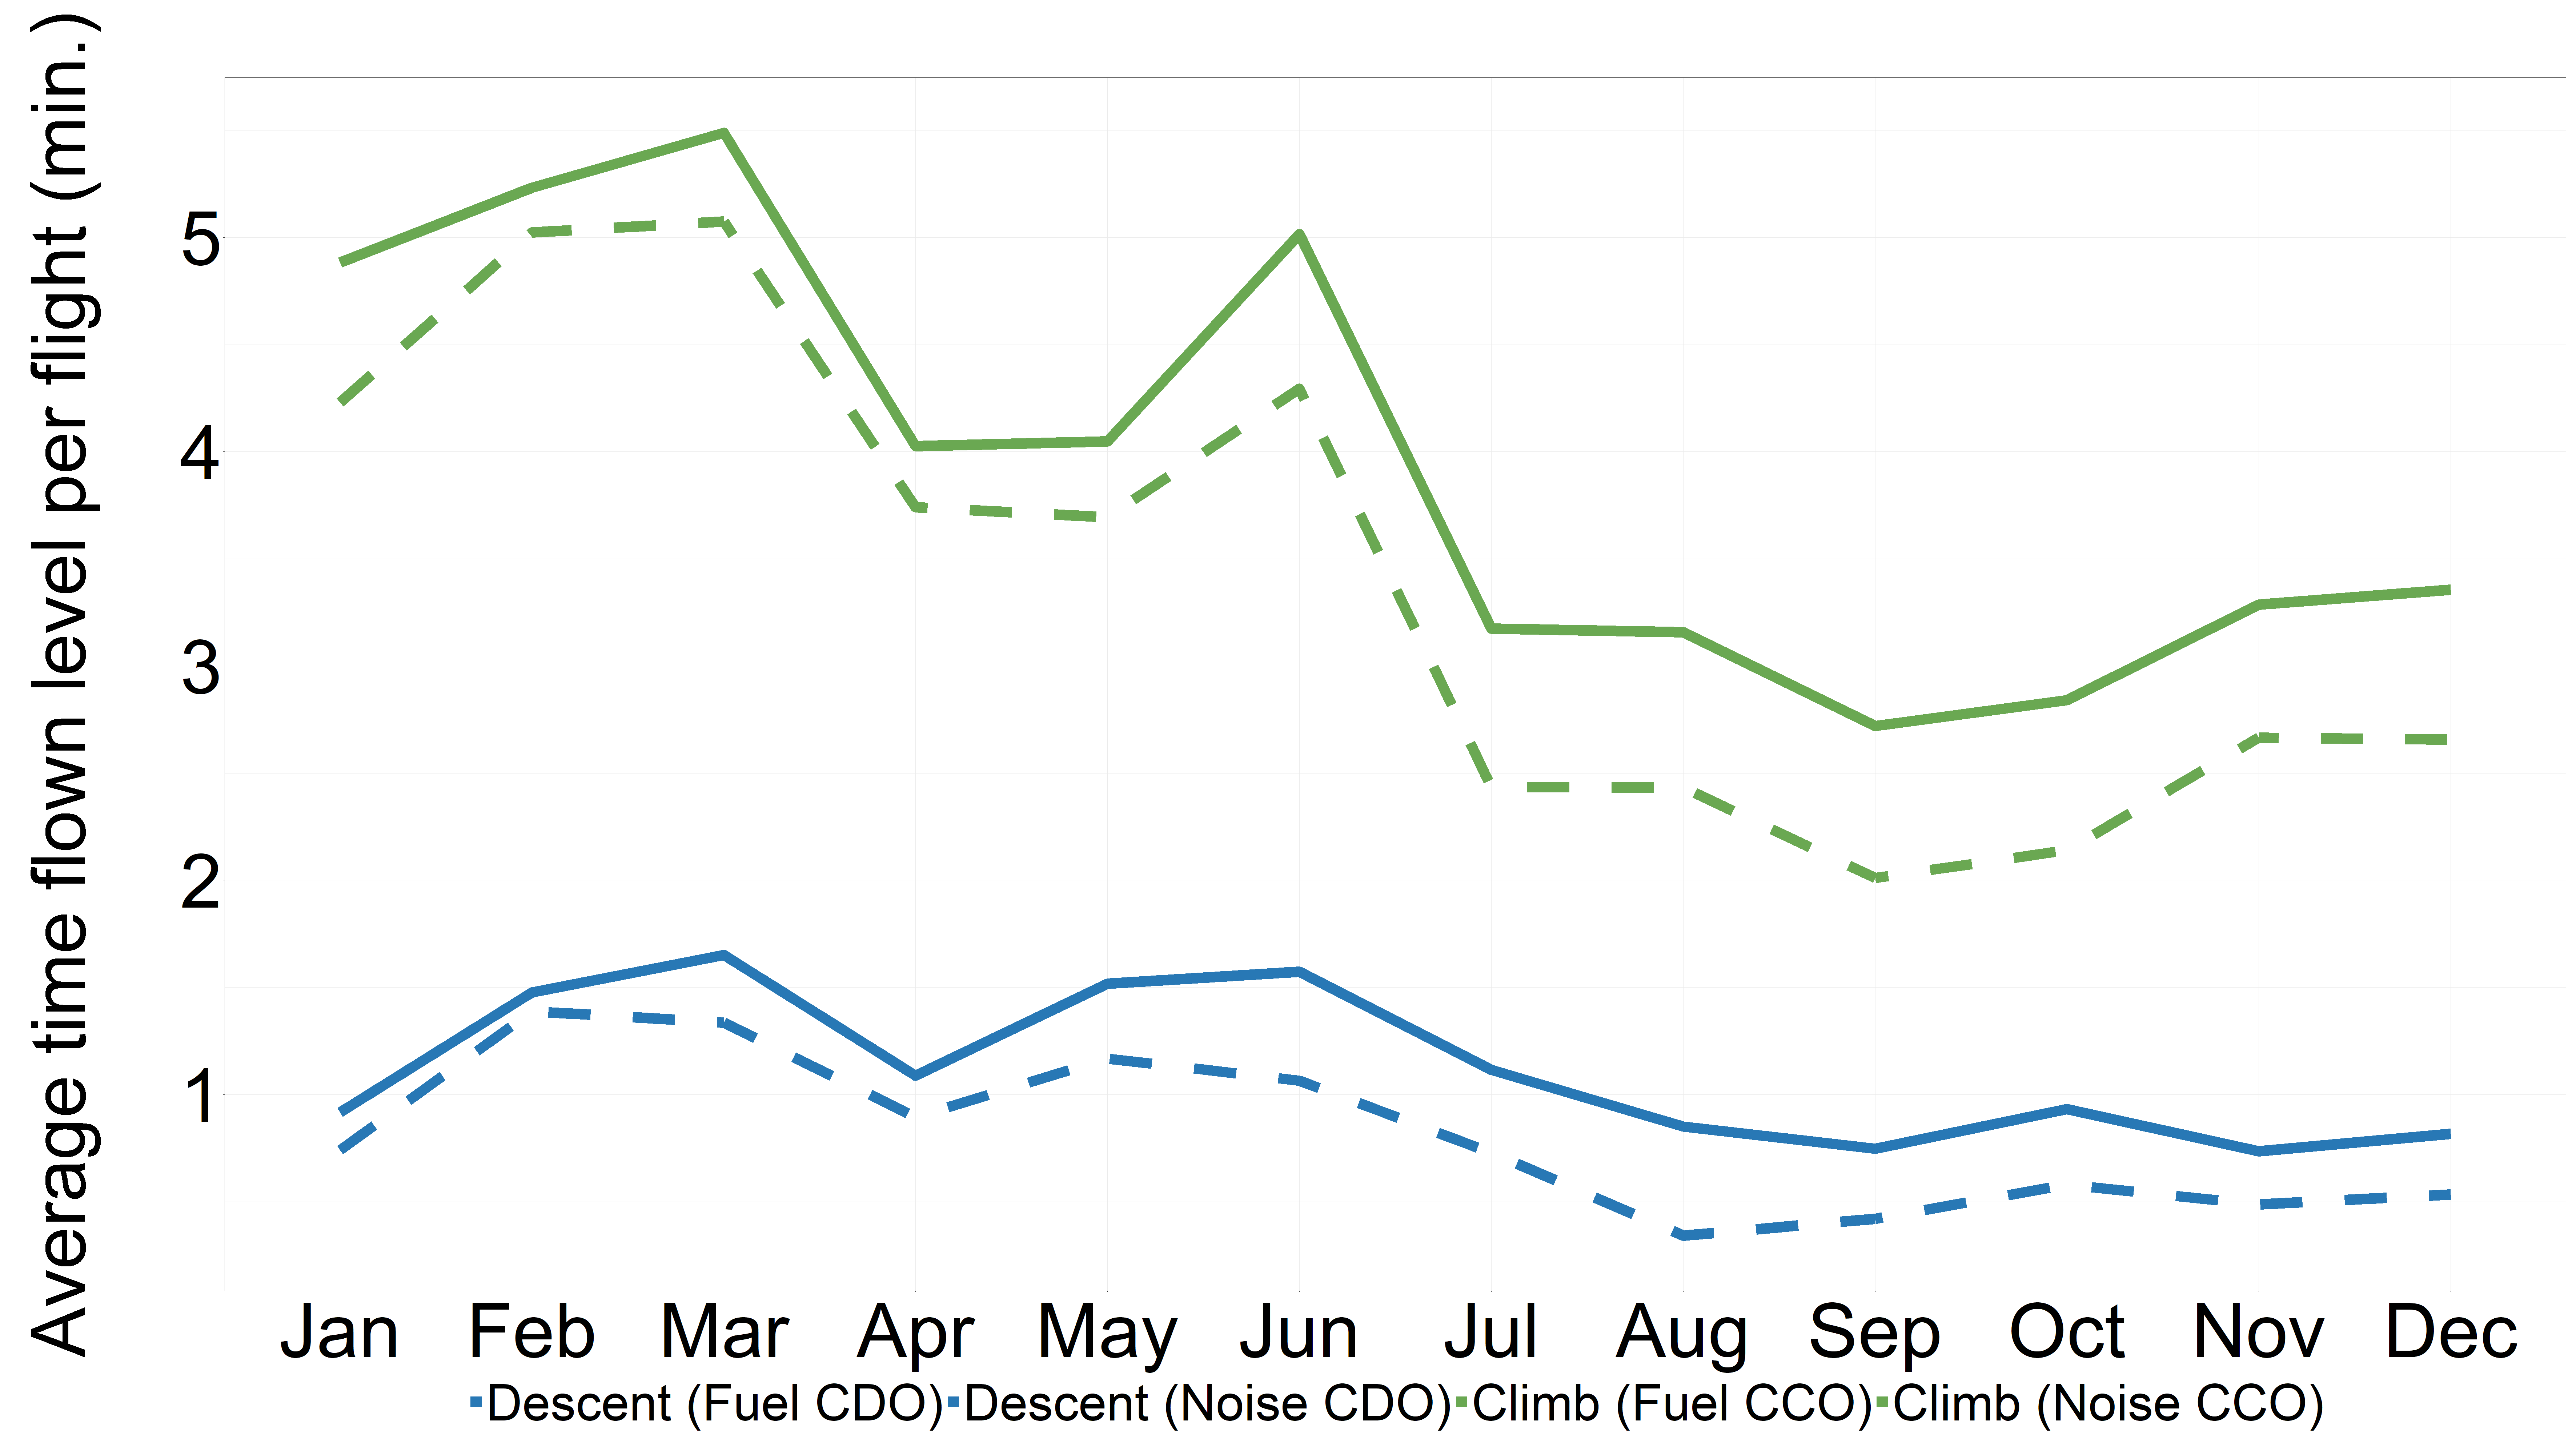 Average time flown level per flight (min.)
5
4
3
2
1
Jan Feb Mar Apr May Jun Jul Aug Sep Oct Nov Dec
Descent (Fuel CDO) Descent (Noise CDO) Climb (Fuel CCO) Climb (Noise CCO)